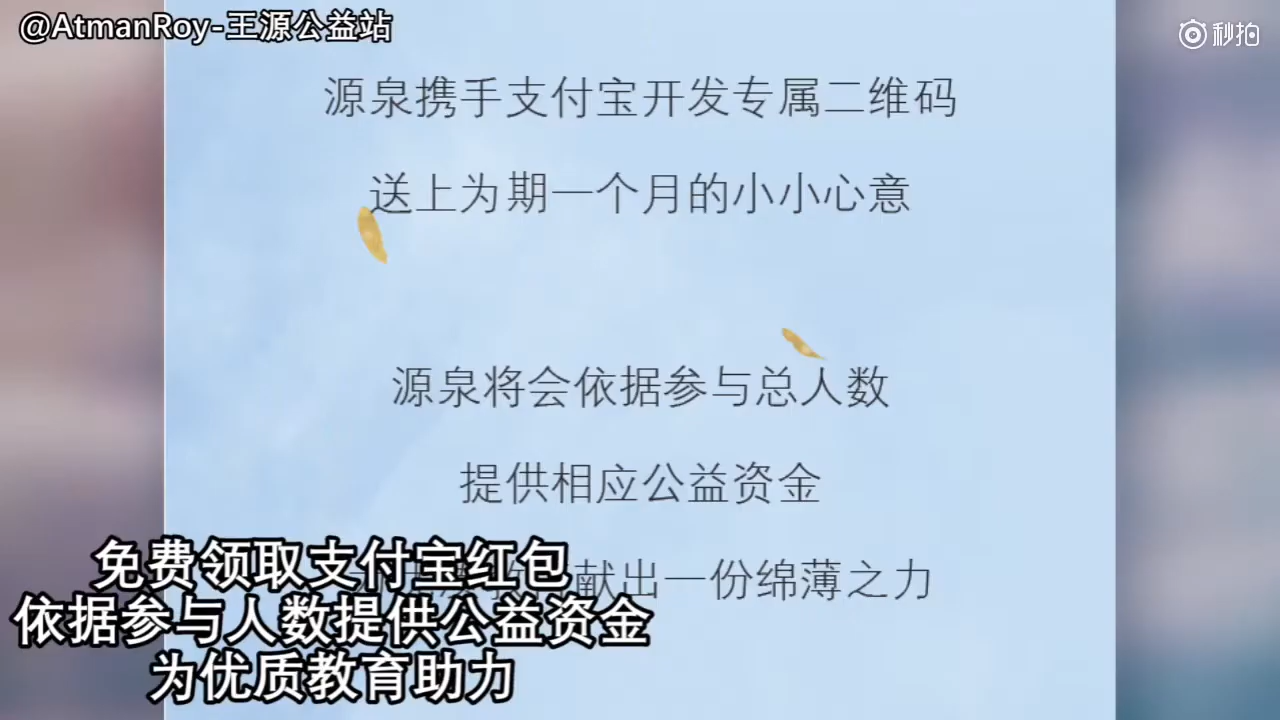 @AtmanRoy-王源公益站
秒拍
源泉携手支付宝开发专属二维码
送上为期一个月的小小心意
源泉将会依据参与总人数
提供相应公益资金
献出一份绵薄之力
免费领取支付宝红包
依据参与人数提供公益资金
为优质教育助力